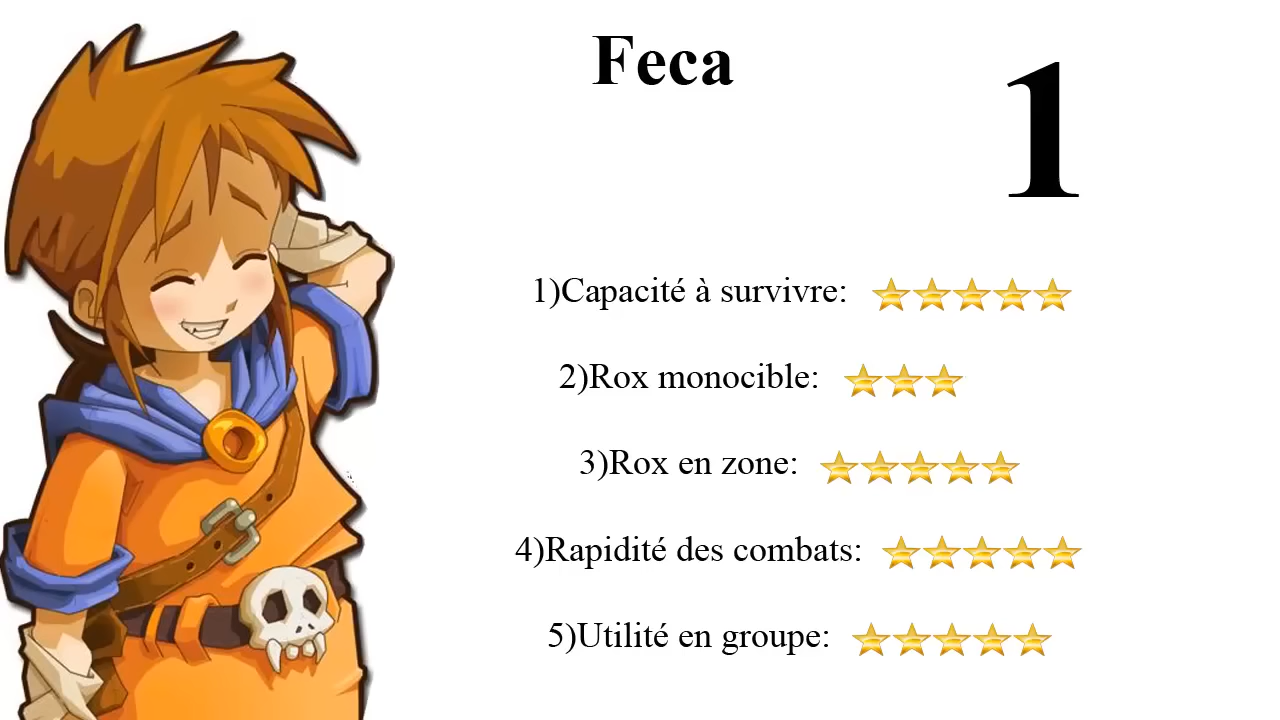 Feca
1
1)Capacité à survivre:
2)Rox monocible:
3)Rox en zone:
4)Rapidité des combats:
5)Utilité en groupe: